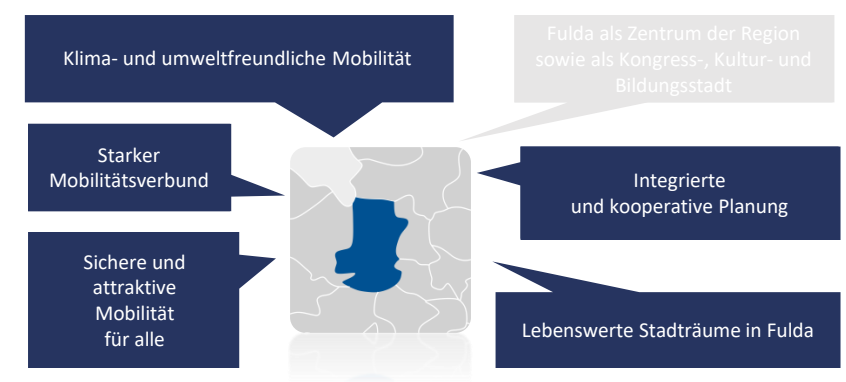 Klima- und umweltfreundliche Mobilität
Fulda als Zentrum der Region
sowie als Kongress-, Kultur- und
Bildungsstadt
Starker
Mobilitätsverbund
Integrierte
und kooperative Planung
Sichere und
attraktive
Mobilität
für alle
Lebenswerte Stadträume in Fulda